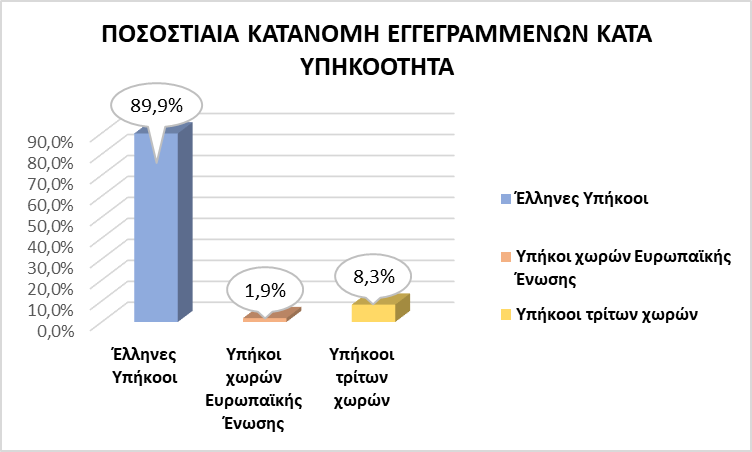 ΠΟΣΟΣΤΙΑΙΑ ΚΑΤΑΝΟΜΗ ΕΓΓΕΓΡΑΜΜΕΝΩΝ ΚΑΤΑ
ΥΠΗΚΟΟΤΗΤΑ
89,9%
1,9%
8,3%
90,0%
80,0%
70,0%
60,0%
50,0%
40,0%
30,0%
20,0%
10,0%
0,0%
Έλληνες
Υπήκοοι
Υπήκοι
χωρών
Ευρωπαϊκής
Ένωσης
Υπήκοοι
τρίτων
χωρών
Έλληνες Υπήκοοι
Υπήκοι χωρών Ευρωπαϊκής
Ένωσης
Υπήκοοι τρίτων χωρών